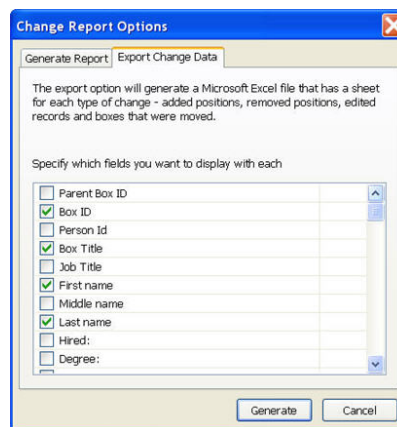 Change Report Options
Generate Report
Export Change Data
The export option will generate a Microsoft Excel file that has a sheet
for each type of change - added positions, removed positions, edited
records and boxes that were moved.
Specify which fields you want to display with each
Parent Box ID
Box ID
Person Id
Box Title
Job Title
First name
Middle name
Last name
Hired:
Degree:
Generate
Cancel